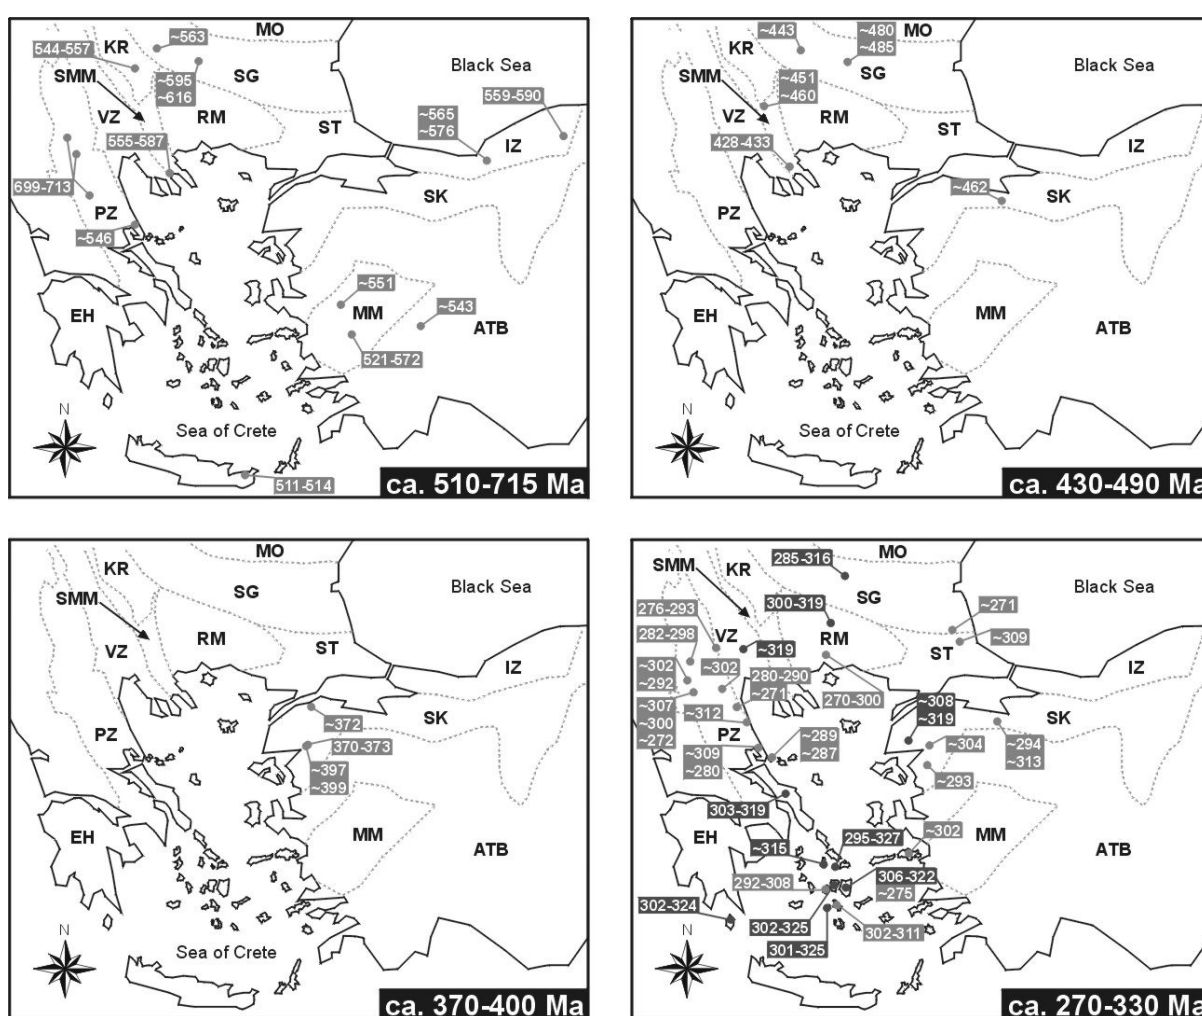 MO
KR
~563
544-557
SMM
SG
Black Sea
~595
~616
559-590
VZ
RM
~565
~576
ST
555-587
IZ
699-713
PZ
SK
~546
~551
EH
MM
~543
ATB
521-572
N
Sea of Crete
511-514
ca. 510-715 Ma
MO
~443
~480
~485
KR
SMM
SG
Black Sea
~451
~460
VZ
RM
ST
428-433
IZ
~462
SK
PZ
EH
MM
ATB
N
Sea of Crete
ca. 430-490 Ma
MO
KR
SMM
SG
Black Sea
RM
VZ
ST
IZ
~372
SK
PZ
370-373
~397
~399
EH
MM
ATB
N
Sea of Crete
ca. 370-400 Ma
MO
285-316
SMM
KR
SG
Black Sea
276-293
300-319
~271
VZ
RM
~309
282-298
~319
ST
IZ
~302
~292
~302
280-290
~271
270-300
~307
~300
~272
~312
~308
~319
SK
PZ
~309
~280
~289
~287
~304
~294
~313
~293
303-319
EH
295-327
~302
MM
~315
ATB
306-322
~275
292-308
302-324
302-325
302-311
301-325
N
ca. 270-330 Ma